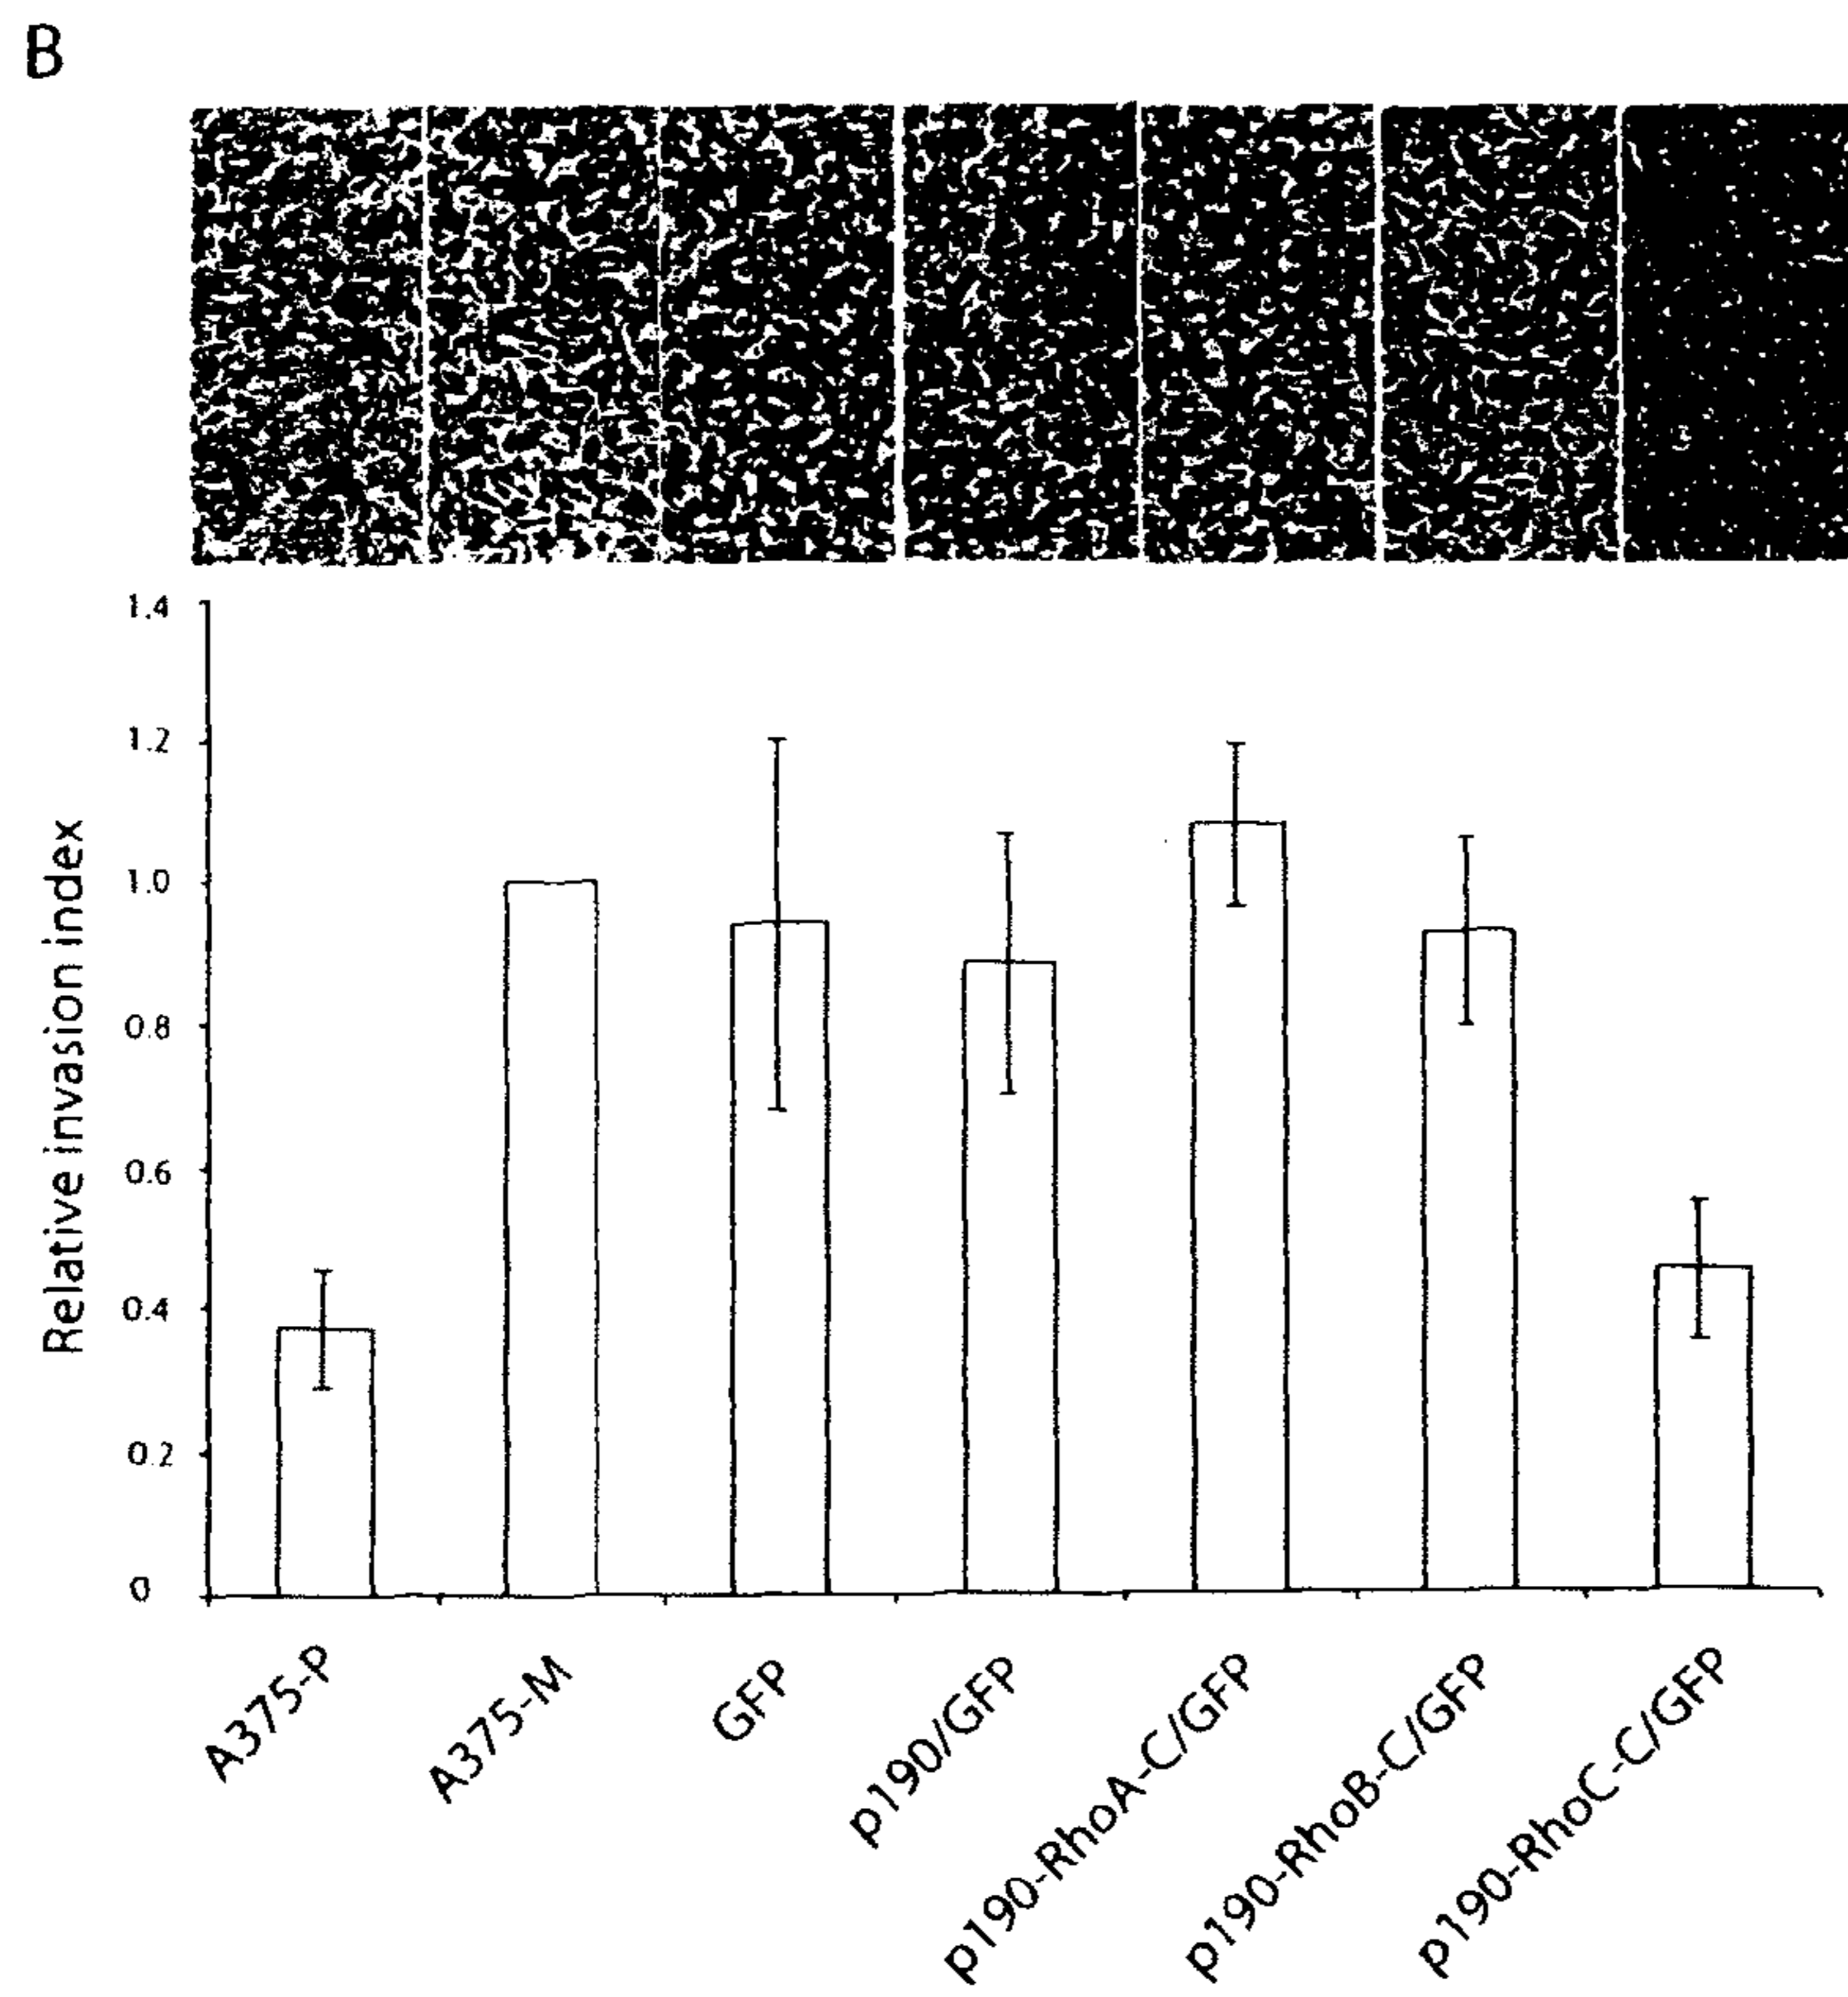 B
1.4
1.2
1.0
0.8
0.6
0.4
0.2
0
Relative invasion index
A375-P
A375-M
GFP
p190/GFP
p190-RhoA-C/GFP
p190-RhoB-C/GFP
p190-RhoC-C/GFP